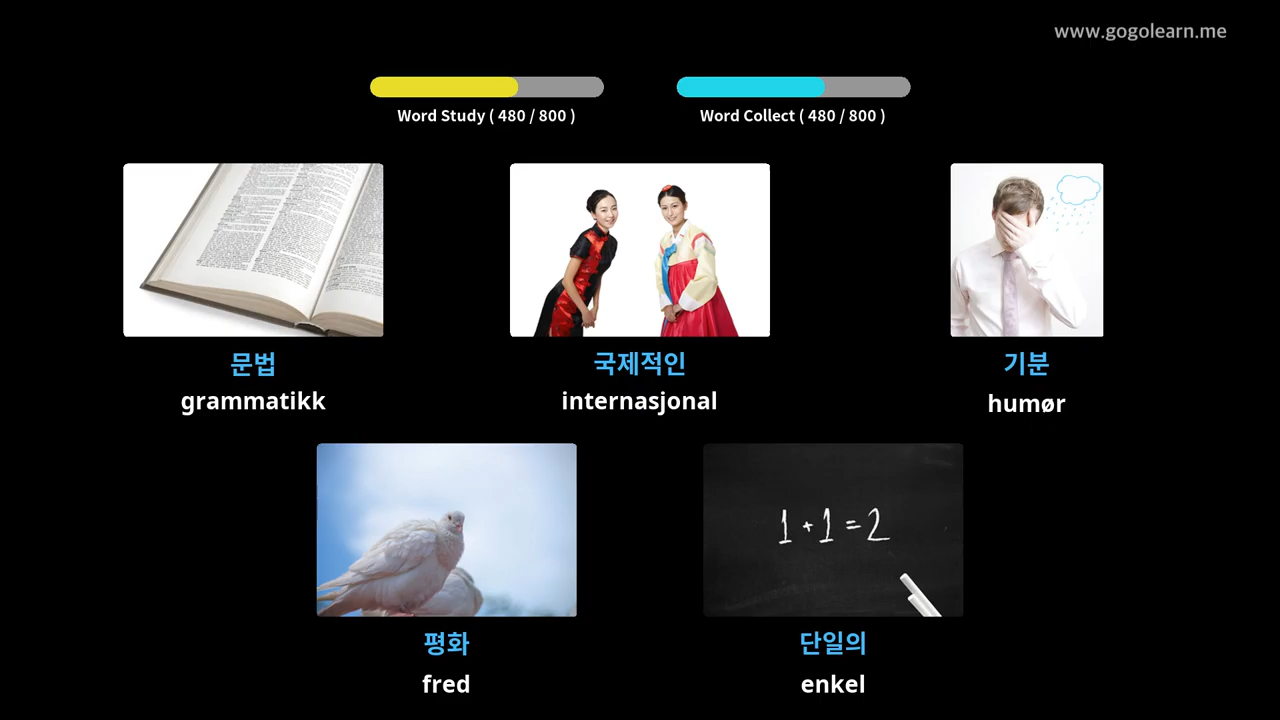 www.gogolearn.me
Word Study ( 480 / 800 )
Word Collect ( 480 / 800 )
문법
grammatikk
국제적인
internasjonal
기분
humør
1+1=2
평화
fred
단일의
enkel